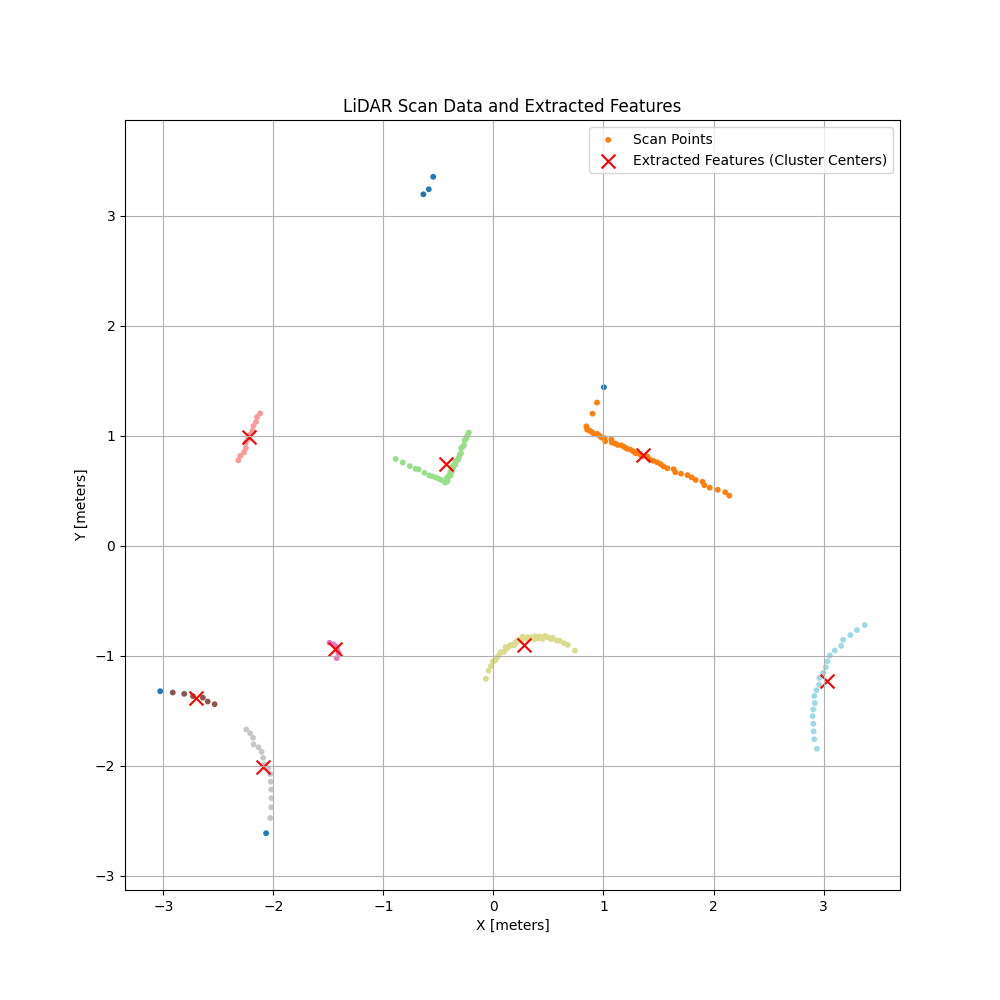 LiDAR Scan Data and Extracted Features
Scan Points
Extracted Features (Cluster Centers)
3
2
1
0
−1
−2
−3
Y [meters]
−3 −2 −1 0 1 2 3
X [meters]